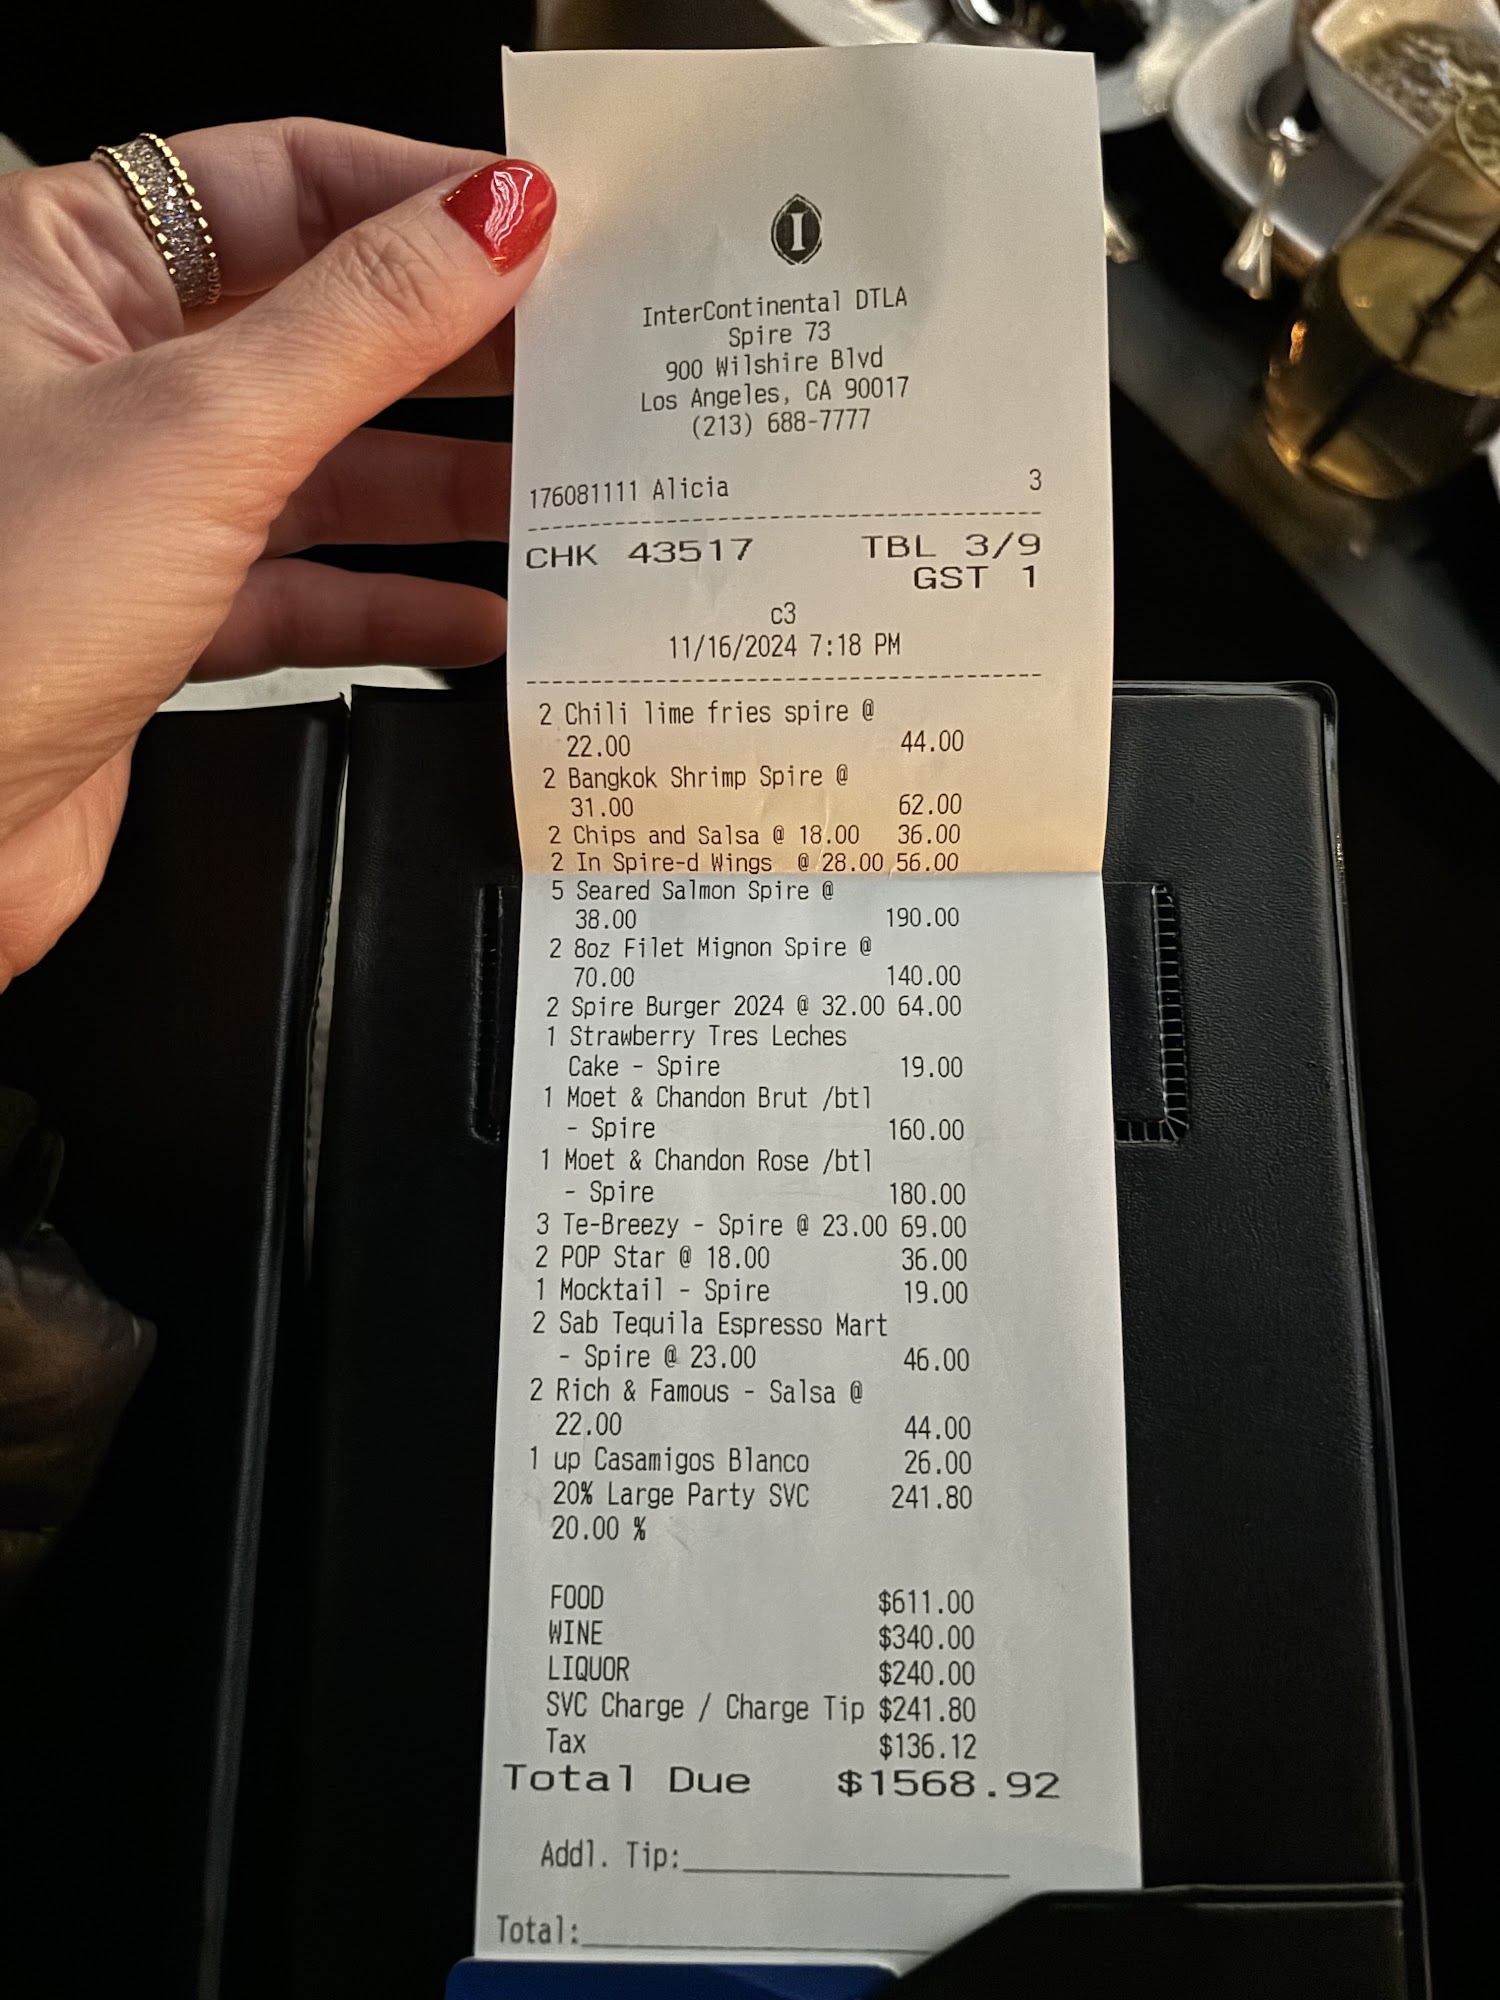 I
InterContinental DTLA
Spire 73
900 Wilshire Blvd
Los Angeles, CA 90017
(213) 688-7777
176081111 Alicia 3
CHK 43517 TBL 3/9
GST 1
c3
11/16/2024 7:18 PM
2 Chili lime fries spire @
22.00 44.00
2 Bangkok Shrimp Spire @
31.00 62.00
2 Chips and Salsa @ 18.00 36.00
2 In Spire-d Wings @ 28.00 56.00
5 Seared Salmon Spire @
38.00 190.00
2 8oz Filet Mignon Spire @
70.00 140.00
2 Spire Burger 2024 @ 32.00 64.00
1 Strawberry Tres Leches
Cake - Spire 19.00
1 Moet & Chandon Brut /btl
- Spire 160.00
1 Moet & Chandon Rose /btl
- Spire 180.00
3 Te-Breezy - Spire @ 23.00 69.00
2 POP Star @ 18.00 36.00
1 Mocktail - Spire 19.00
2 Sab Tequila Espresso Mart
- Spire @ 23.00 46.00
2 Rich & Famous - Salsa @
22.00 44.00
1 up Casamigos Blanco 26.00
20% Large Party SVC 241.80
20.00 %
FOOD $611.00
WINE $340.00
LIQUOR $240.00
SVC Charge / Charge Tip $241.80
Tax $136.12
Total Due $1568.92
Addl. Tip:
Total: